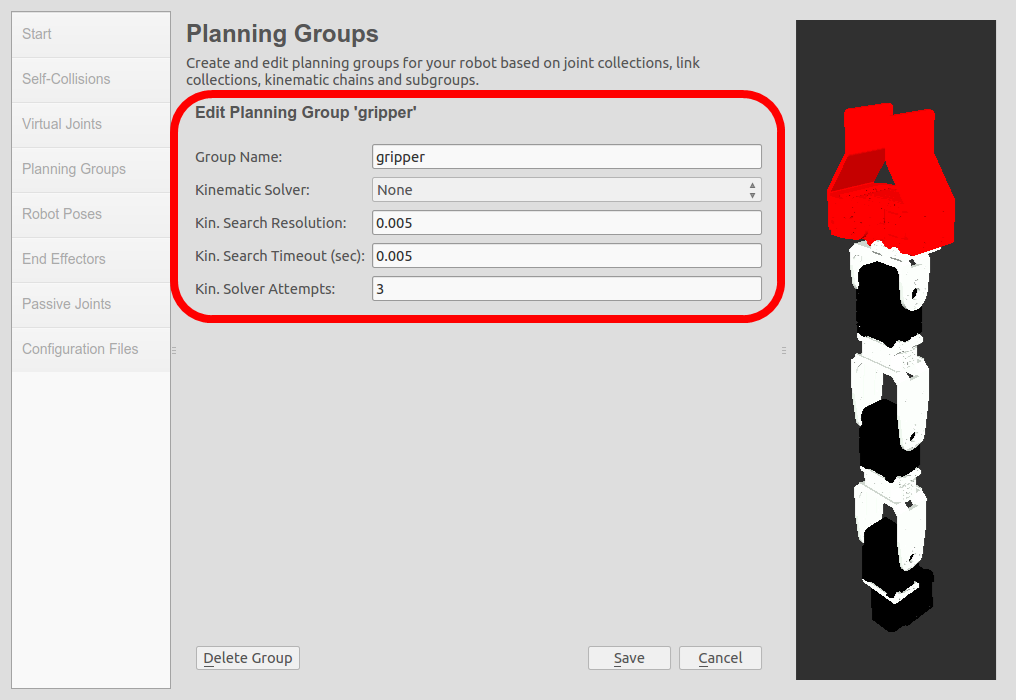 Start
Self-Collisions
Virtual Joints
Planning Groups
Robot Poses
End Effectors
Passive Joints
Configuration Files
Planning Groups
Create and edit planning groups for your robot based on joint collections, link
collections, kinematic chains and subgroups.
Edit Planning Group 'gripper'
Group Name: gripper
Kinematic Solver: None
Kin. Search Resolution: 0.005
Kin. Search Timeout (sec): 0.005
Kin. Solver Attempts: 3
Delete Group Save Cancel